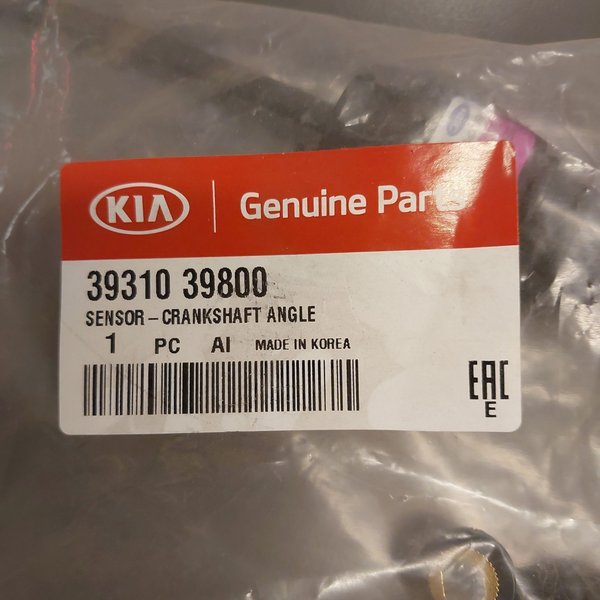 KIA
Genuine Parts
39310 39800
SENSOR-CRANKSHAFT ANGLE
1 PC AI MADE IN KOREA
EAC
E